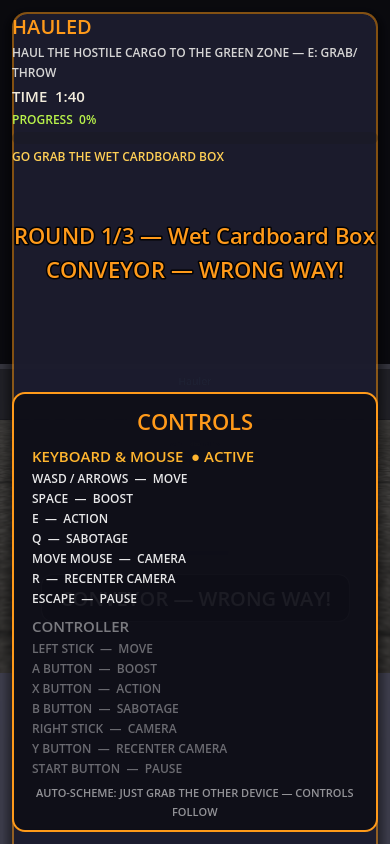 HAULED
HAUL THE HOSTILE CARGO TO THE GREEN ZONE — E: GRAB/
THROW
TIME 1:40
PROGRESS 0%
GO GRAB THE WET CARDBOARD BOX
ROUND 1/3 — Wet Cardboard Box
CONVEYOR — WRONG WAY!
CONTROLS
KEYBOARD & MOUSE ● ACTIVE
WASD / ARROWS — MOVE
SPACE — BOOST
E — ACTION
Q — SABOTAGE
MOVE MOUSE — CAMERA
R — RECENTER CAMERA
CONVEYOR — WRONG WAY!
ESCAPE — PAUSE
CONTROLLER
LEFT STICK — MOVE
A BUTTON — BOOST
X BUTTON — ACTION
B BUTTON — SABOTAGE
RIGHT STICK — CAMERA
Y BUTTON — RECENTER CAMERA
START BUTTON — PAUSE
AUTO-SCHEME: JUST GRAB THE OTHER DEVICE — CONTROLS
FOLLOW